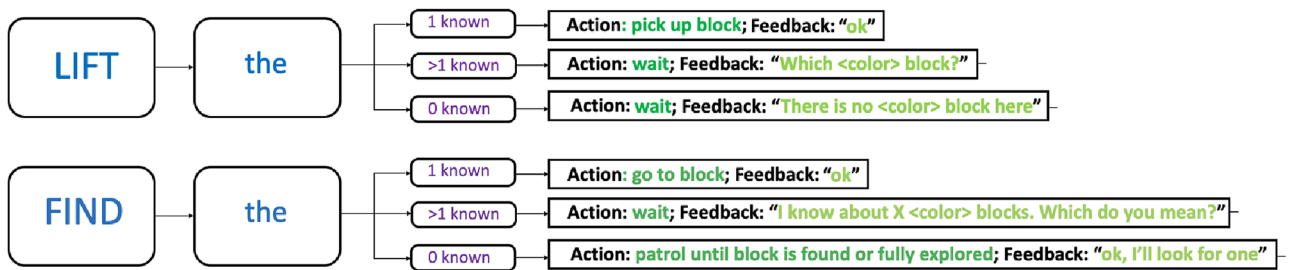 LIFT
the
1 known
Action: pick up block; Feedback: “ok”
>1 known
Action: wait; Feedback: “Which <color> block?”
0 known
Action: wait; Feedback: “There is no <color> block here”
FIND
the
1 known
Action: go to block; Feedback: “ok”
>1 known
Action: wait; Feedback: “I know about X <color> blocks. Which do you mean?”
0 known
Action: patrol until block is found or fully explored; Feedback: “ok, I’ll look for one”